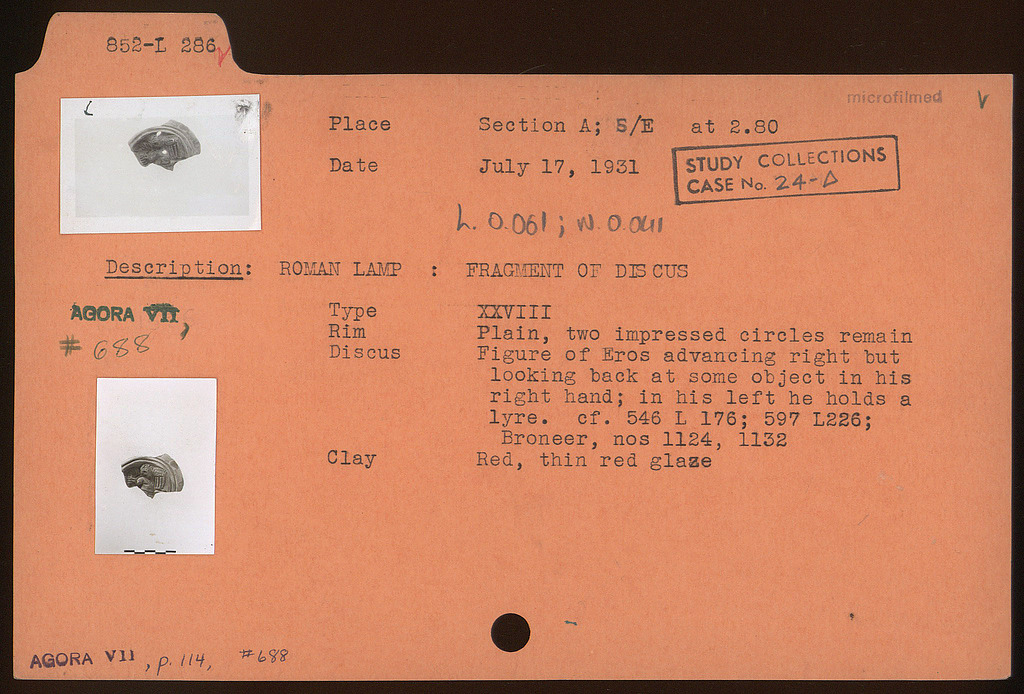 852-L 286
microfilmed
Place Section A; 5/E at 2.80
Date July 17, 1931
STUDY COLLECTIONS
CASE No. 24-Δ
L. 0.061; W. 0.041
Description: ROMAN LAMP : FRAGMENT OF DISCUS
AGORA VII,
# 688
Type XXVIII
Rim Plain, two impressed circles remain
Discus Figure of Eros advancing right but
looking back at some object in his
right hand; in his left he holds a
lyre. cf. 546 L 176; 597 L226;
Broneer, nos 1124, 1132
Clay Red, thin red glaze
AGORA VII, p. 114, #688